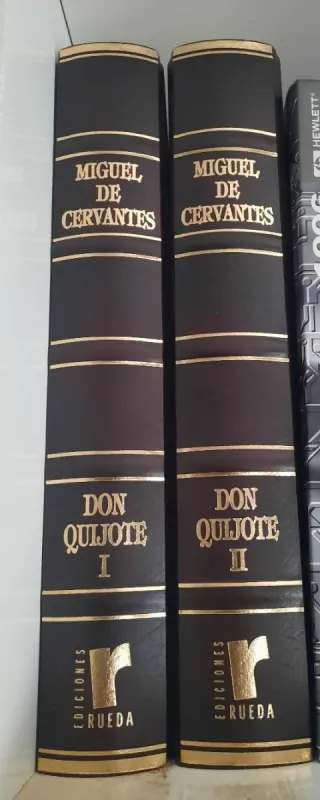 MIGUEL
DE
CERVANTES
DON
QUIJOTE
I
EDICIONES
RUEDA
MIGUEL
DE
CERVANTES
DON
QUIJOTE
II
EDICIONES
RUEDA
HEWLETT